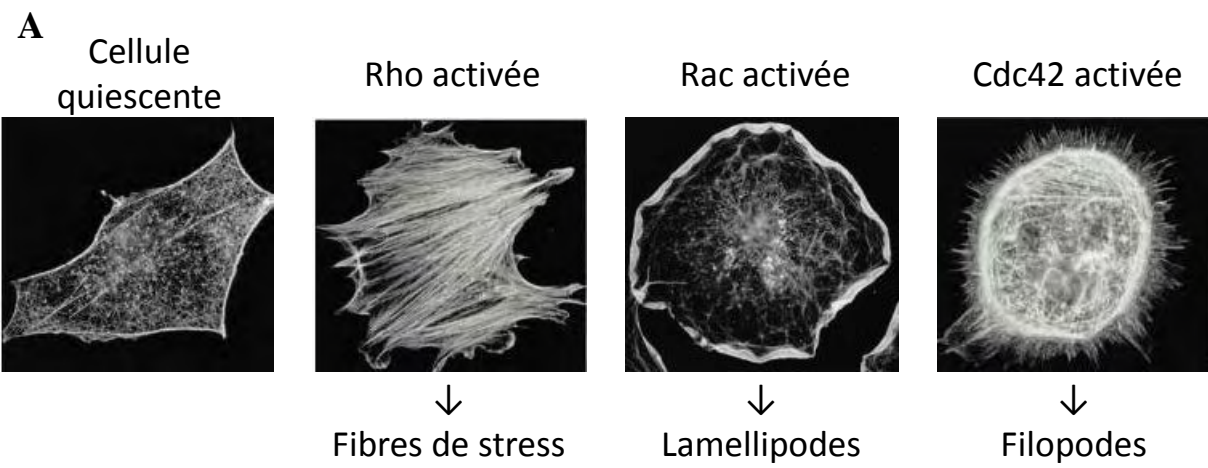 A
Cellule
quiescente
Rho activée
Rac activée
Cdc42 activée
↓
↓
↓
Fibres de stress
Lamellipodes
Filopodes